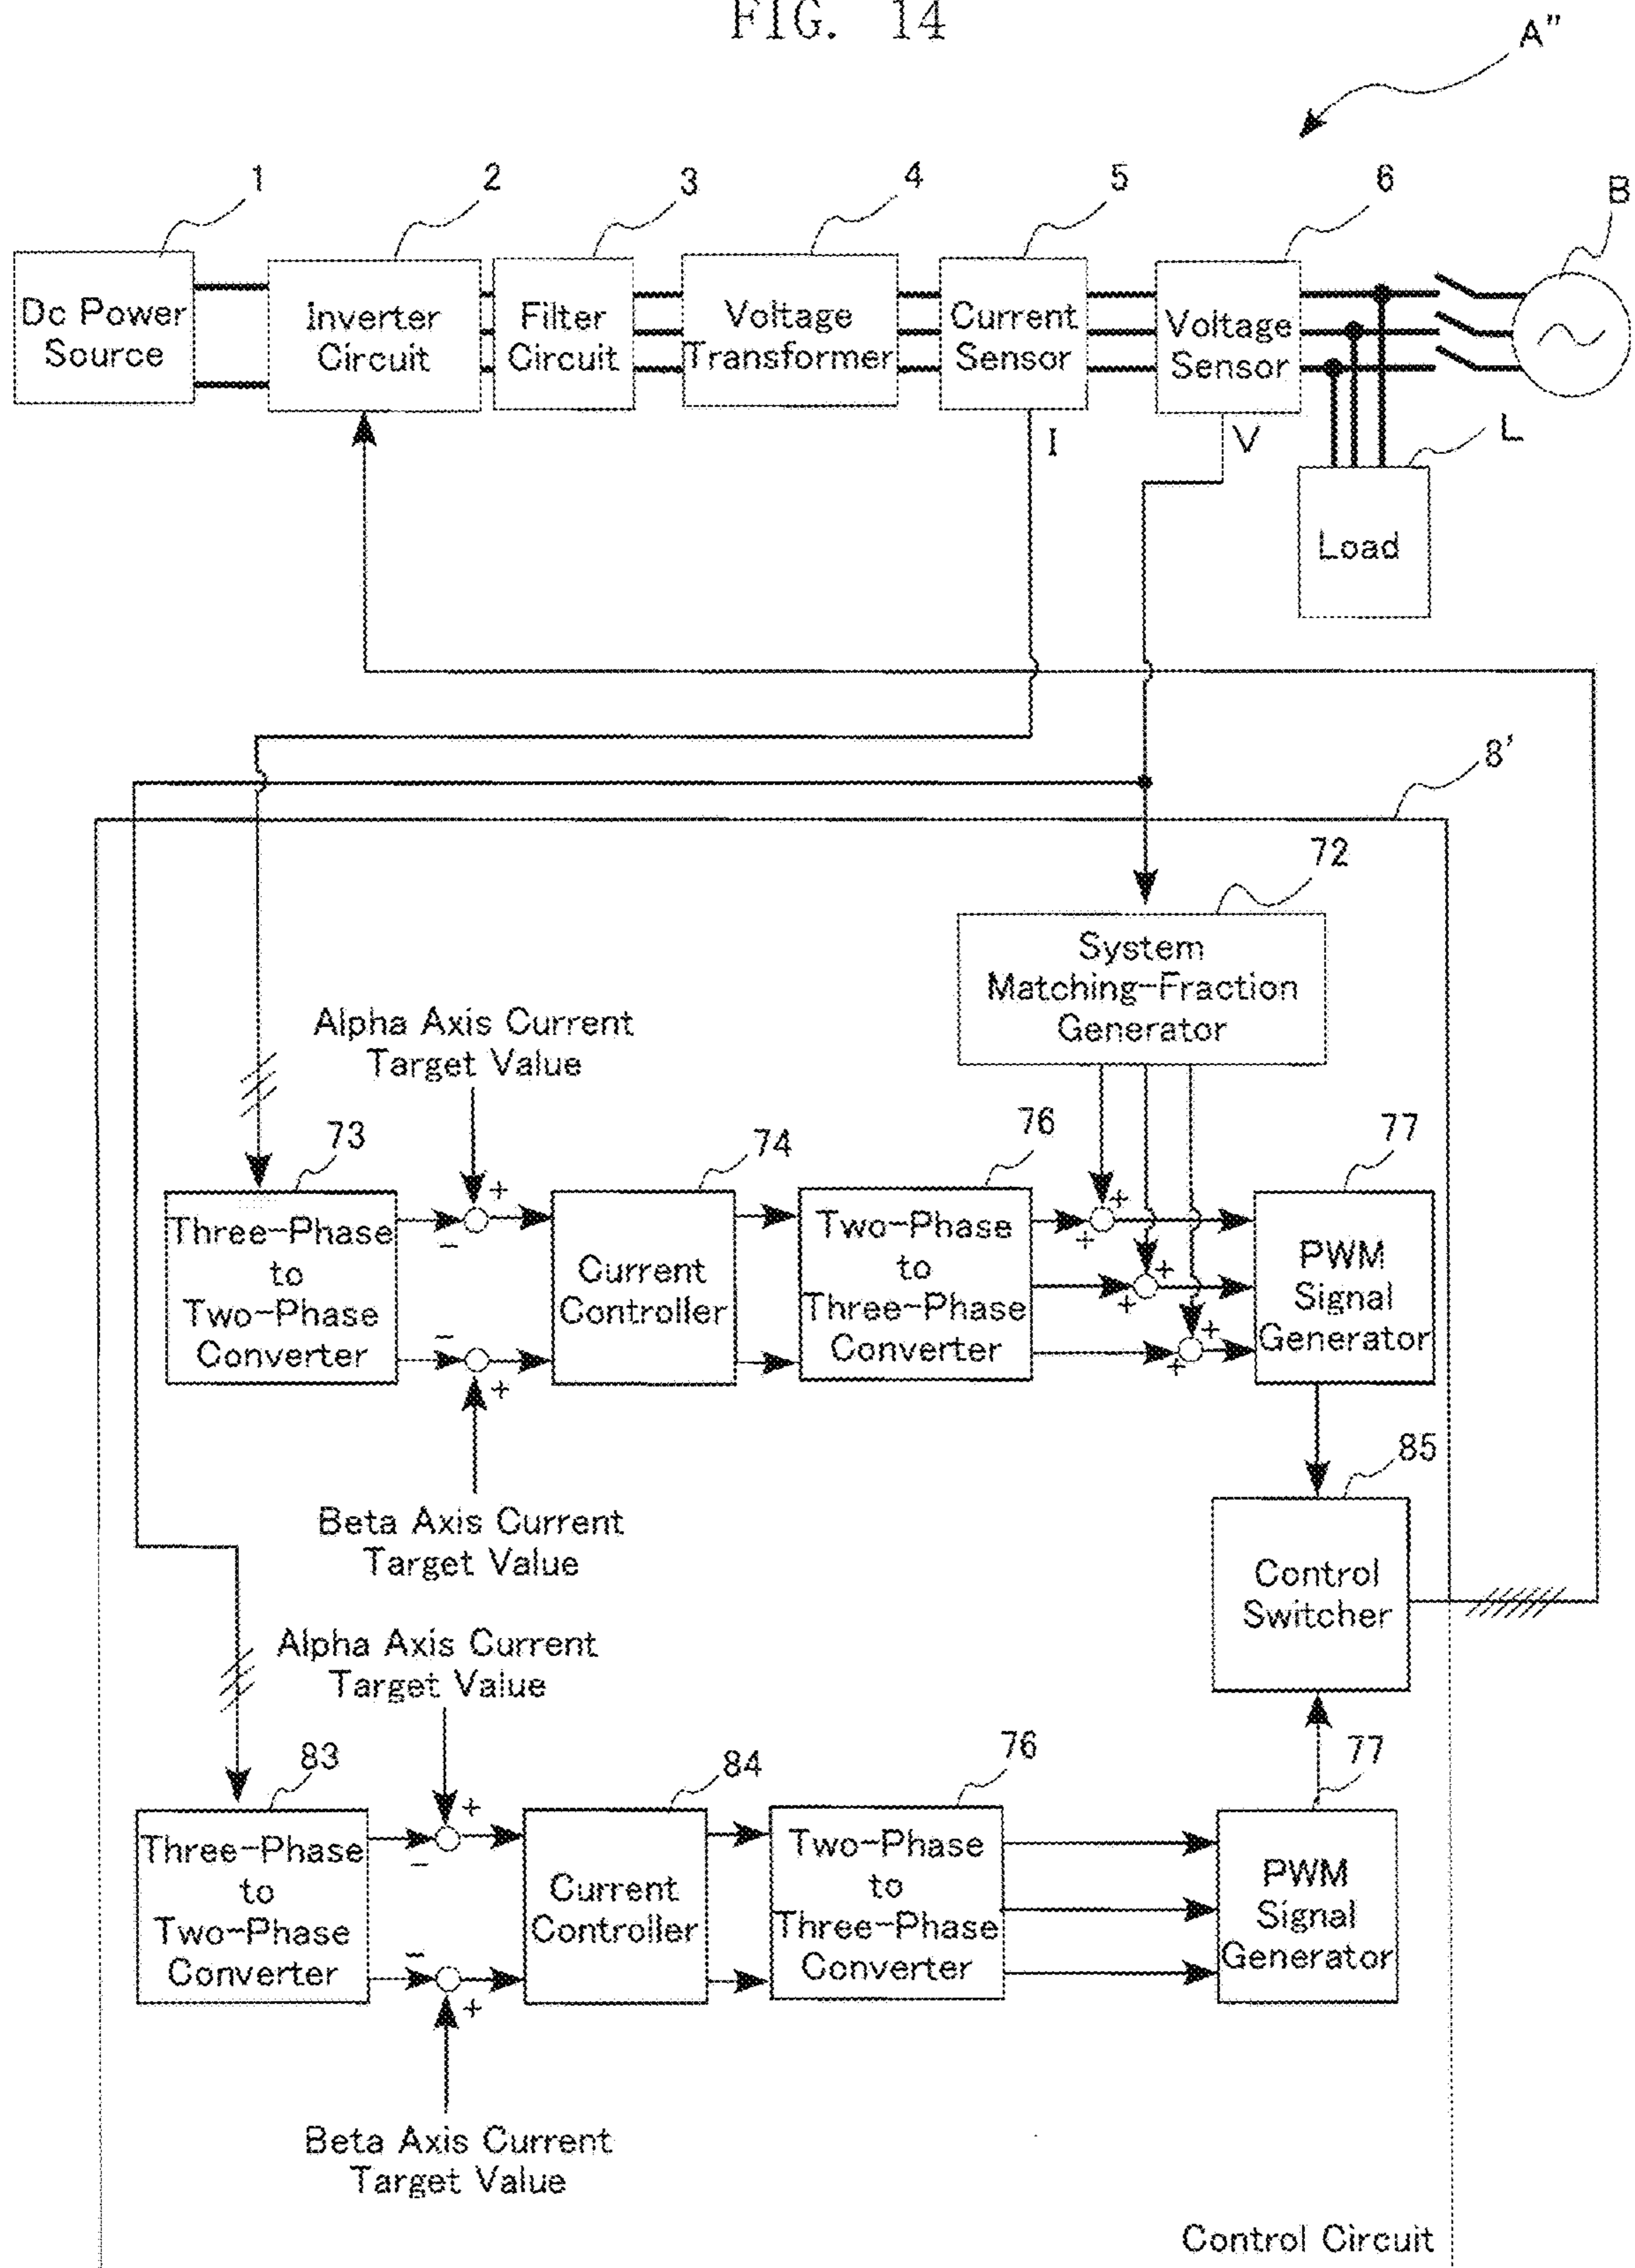 FIG. 14
A"
1
2
3
4
5
6
B
Dc Power
Source
Inverter
Circuit
Filter
Circuit
Voltage
Transformer
Current
Sensor
Voltage
Sensor
I
V
L
Load
8'
72
System
Matching-Fraction
Generator
Alpha Axis Current
Target Value
73
74
76
77
Three-Phase
to
Two-Phase
Converter
+
−
−
+
Current
Controller
Two-Phase
to
Three-Phase
Converter
+
+
+
+
+
+
PWM
Signal
Generator
Beta Axis Current
Target Value
85
Control
Switcher
Alpha Axis Current
Target Value
83
84
76
77
Three-Phase
to
Two-Phase
Converter
+
−
−
+
Current
Controller
Two-Phase
to
Three-Phase
Converter
PWM
Signal
Generator
Beta Axis Current
Target Value
Control Circuit